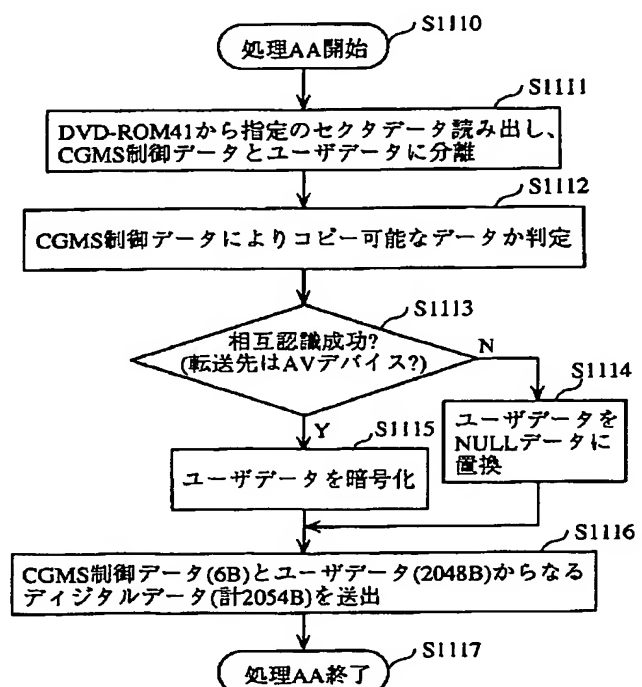 S1110
処理AA開始
S1111
DVD-ROM41から指定のセクタデータ読み出し、
CGMS制御データとユーザデータに分離
S1112
CGMS制御データによりコピー可能なデータか判定
S1113
相互認識成功?
(転送先はAVデバイス?)
N
S1114
ユーザデータを
NULLデータに
置換
Y
S1115
ユーザデータを暗号化
S1116
CGMS制御データ(6B)とユーザデータ(2048B)からなる
ディジタルデータ(計2054B)を送出
S1117
処理AA終了